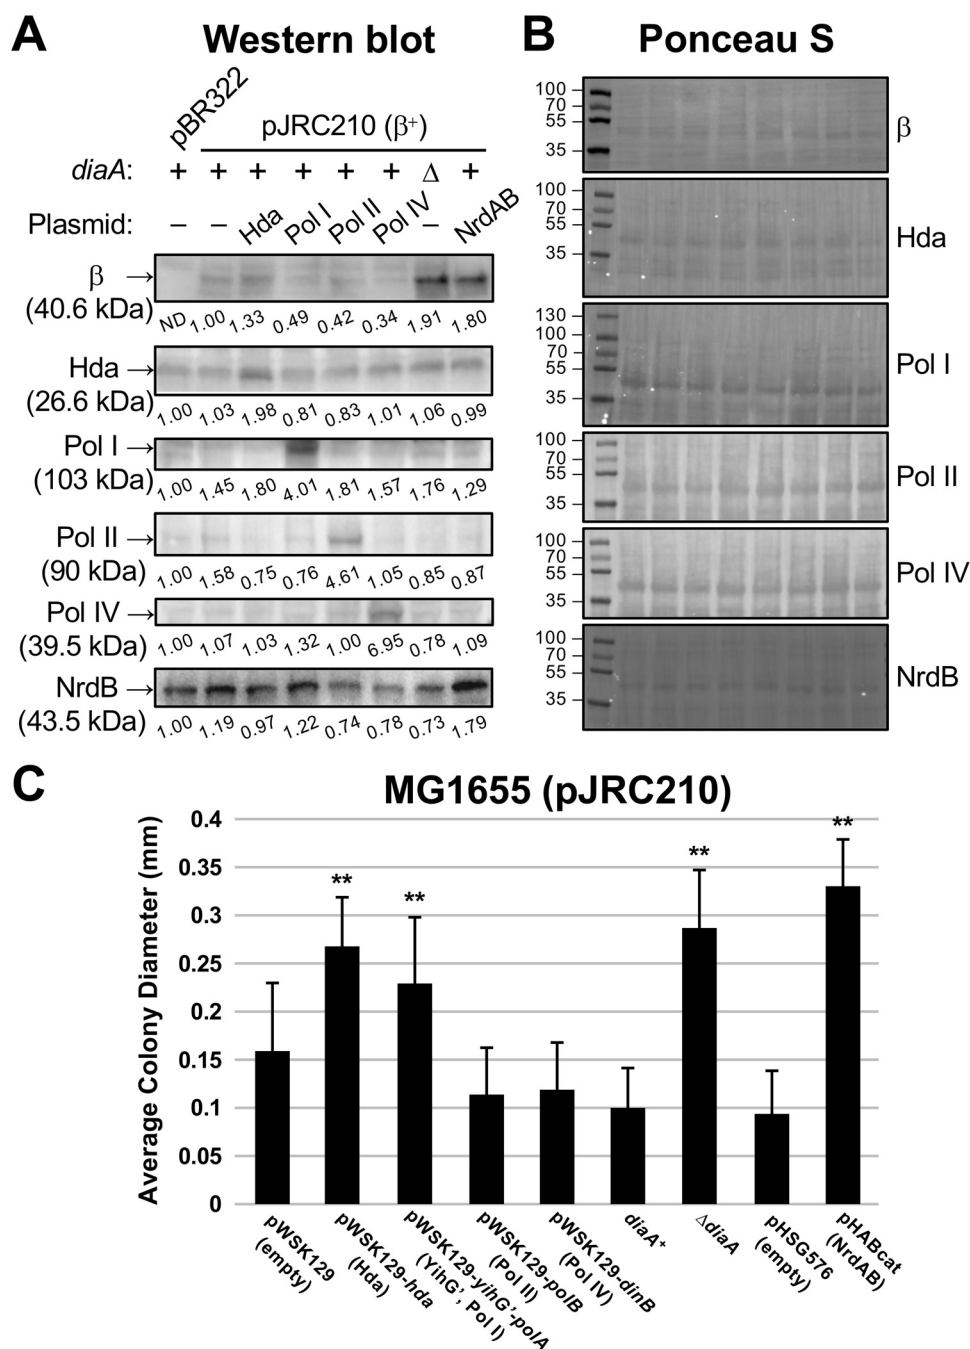 A
Western blot
pBR322
pJRC210 (β⁺)
diaA:
+ + + + + + Δ +
Plasmid:
– – Hda Pol I Pol II Pol IV – NrdAB
β →
(40.6 kDa)
ND 1.00 1.33 0.49 0.42 0.34 1.91 1.80
Hda →
(26.6 kDa)
1.00 1.03 1.98 0.81 0.83 1.01 1.06 0.99
Pol I →
(103 kDa)
1.00 1.45 1.80 4.01 1.81 1.57 1.76 1.29
Pol II →
(90 kDa)
1.00 1.58 0.75 0.76 4.61 1.05 0.85 0.87
Pol IV →
(39.5 kDa)
1.00 1.07 1.03 1.32 1.00 6.95 0.78 1.09
NrdB →
(43.5 kDa)
1.00 1.19 0.97 1.22 0.74 0.78 0.73 1.79
B
Ponceau S
100
70
55
35
β
100
70
55
35
Hda
130
100
70
55
35
Pol I
100
70
55
35
Pol II
100
70
55
35
Pol IV
100
70
55
35
NrdB
C
MG1655 (pJRC210)
Average Colony Diameter (mm)
0.4
0.35
0.3
0.25
0.2
0.15
0.1
0.05
0
**
**
**
**
pWSK129
(empty)
pWSK129-hda
(Hda)
pWSK129-yihG'-polA
(YihG', Pol I)
pWSK129-polB
(Pol II)
pWSK129-dinB
(Pol IV)
diaA⁺
ΔdiaA
pHSG576
(empty)
pHABcat
(NrdAB)